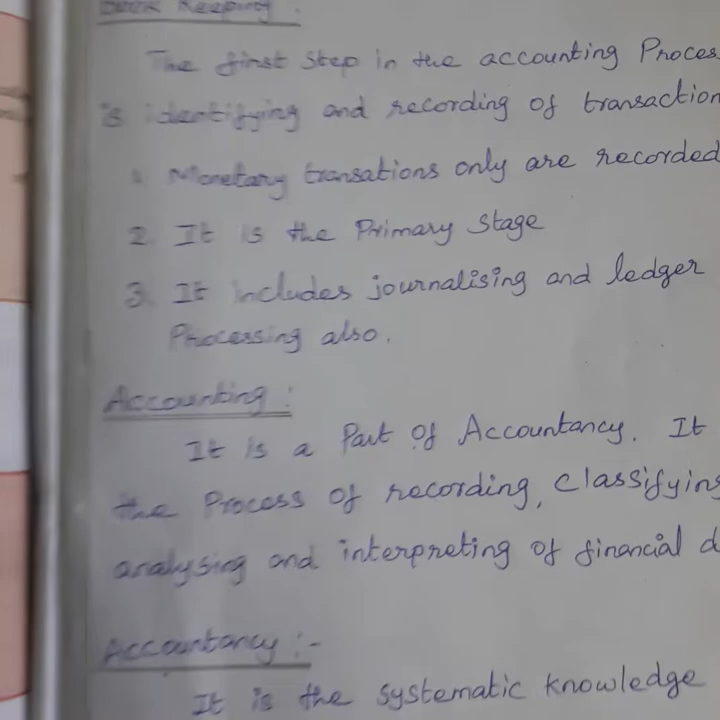 Book Keeping :
The first step in the accounting Proces
is identifying and recording of transaction
1. Monetary transations only are recorded
2. It is the Primary stage
3. It includes journalising and ledger
Processing also.
Accounting :
It is a Part of Accountancy. It
the Process of recording, classifying
analysing and interpreting of financial d
Accountancy :-
It is the systematic knowledge